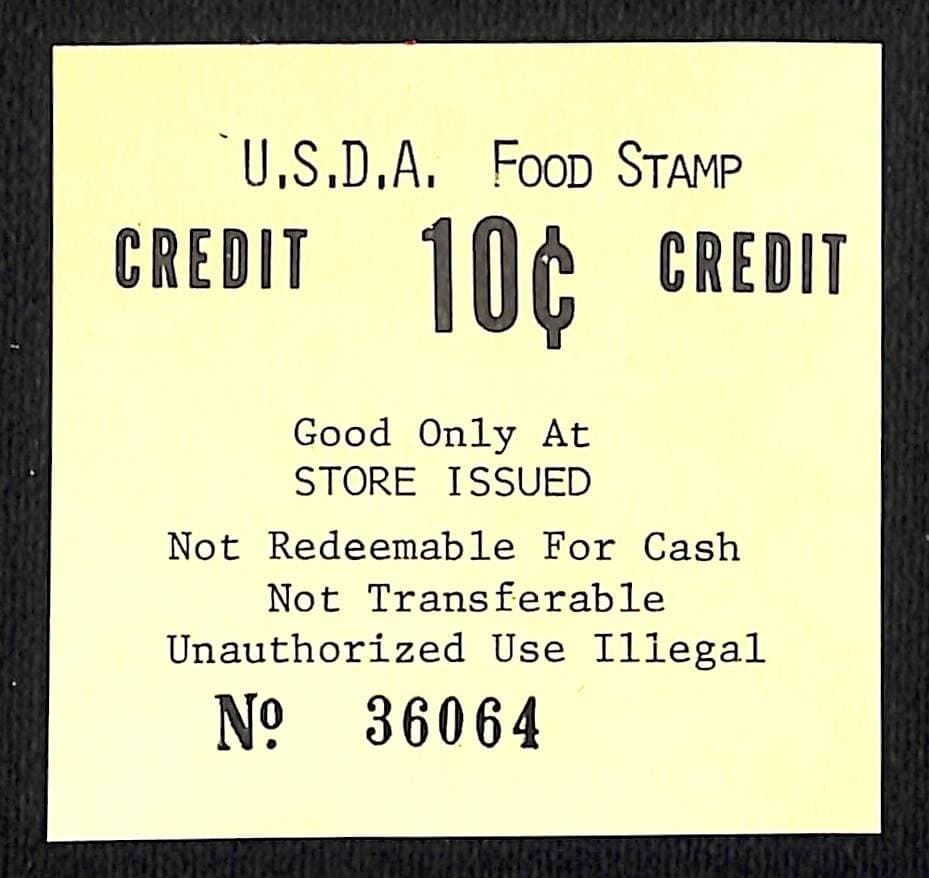 U.S.D.A. FOOD STAMP
CREDIT 10¢ CREDIT
Good Only At
STORE ISSUED
Not Redeemable For Cash
Not Transferable
Unauthorized Use Illegal
Nº 36064